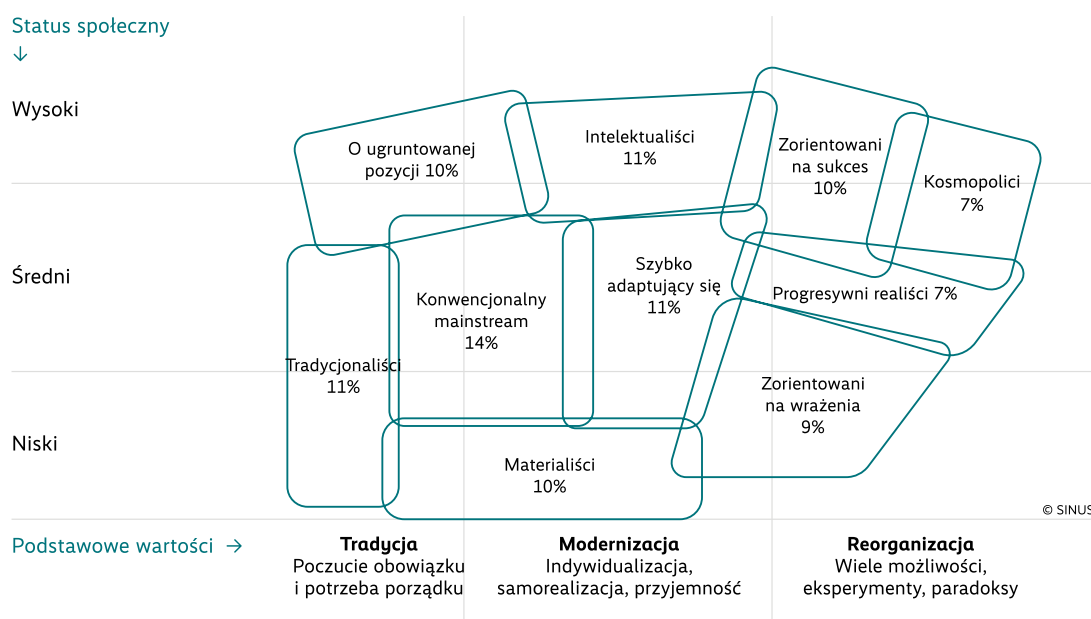 Status społeczny
↓
Wysoki
O ugruntowanej
pozycji 10%
Intelektualiści
11%
Zorientowani
na sukces
10%
Kosmopolici
7%
Średni
Konwencjonalny
mainstream
14%
Szybko
adaptujący się
11%
Progresywni realiści 7%
Tradycjonaliści
11%
Zorientowani
na wrażenia
9%
Niski
Materialiści
10%
© SINUS
Podstawowe wartości →
Tradycja
Poczucie obowiązku
i potrzeba porządku
Modernizacja
Indywidualizacja,
samorealizacja, przyjemność
Reorganizacja
Wiele możliwości,
eksperymenty, paradoksy